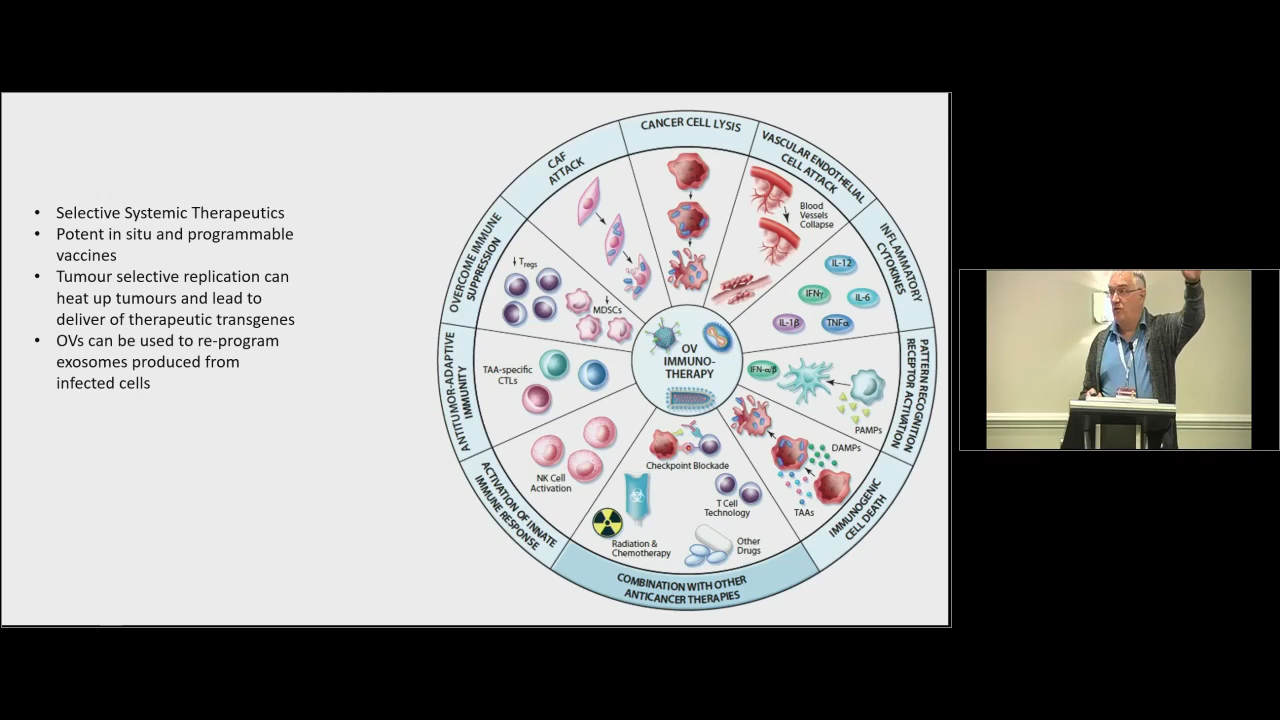 • Selective Systemic Therapeutics
• Potent in situ and programmable
vaccines
• Tumour selective replication can
heat up tumours and lead to
deliver of therapeutic transgenes
• OVs can be used to re-program
exosomes produced from
infected cells
CANCER CELL LYSIS
VASCULAR ENDOTHELIAL
CELL ATTACK
Blood
Vessels
Collapse
INFLAMMATORY
CYTOKINES
IL-12
IFNγ
IL-6
IL-1β
TNFα
PATTERN RECOGNITION
RECEPTOR ACTIVATION
IFN-α/β
PAMPs
IMMUNOGENIC
CELL DEATH
DAMPs
TAAs
COMBINATION WITH OTHER
ANTICANCER THERAPIES
Checkpoint Blockade
T Cell
Technology
Radiation &
Chemotherapy
Other
Drugs
ACTIVATION OF INNATE
IMMUNE RESPONSE
NK Cell
Activation
ANTITUMOR-ADAPTIVE
IMMUNITY
TAA-specific
CTLs
OVERCOME IMMUNE
SUPPRESSION
↓ Tregs
↓
MDSCs
CAF
ATTACK
OV
IMMUNO-
THERAPY